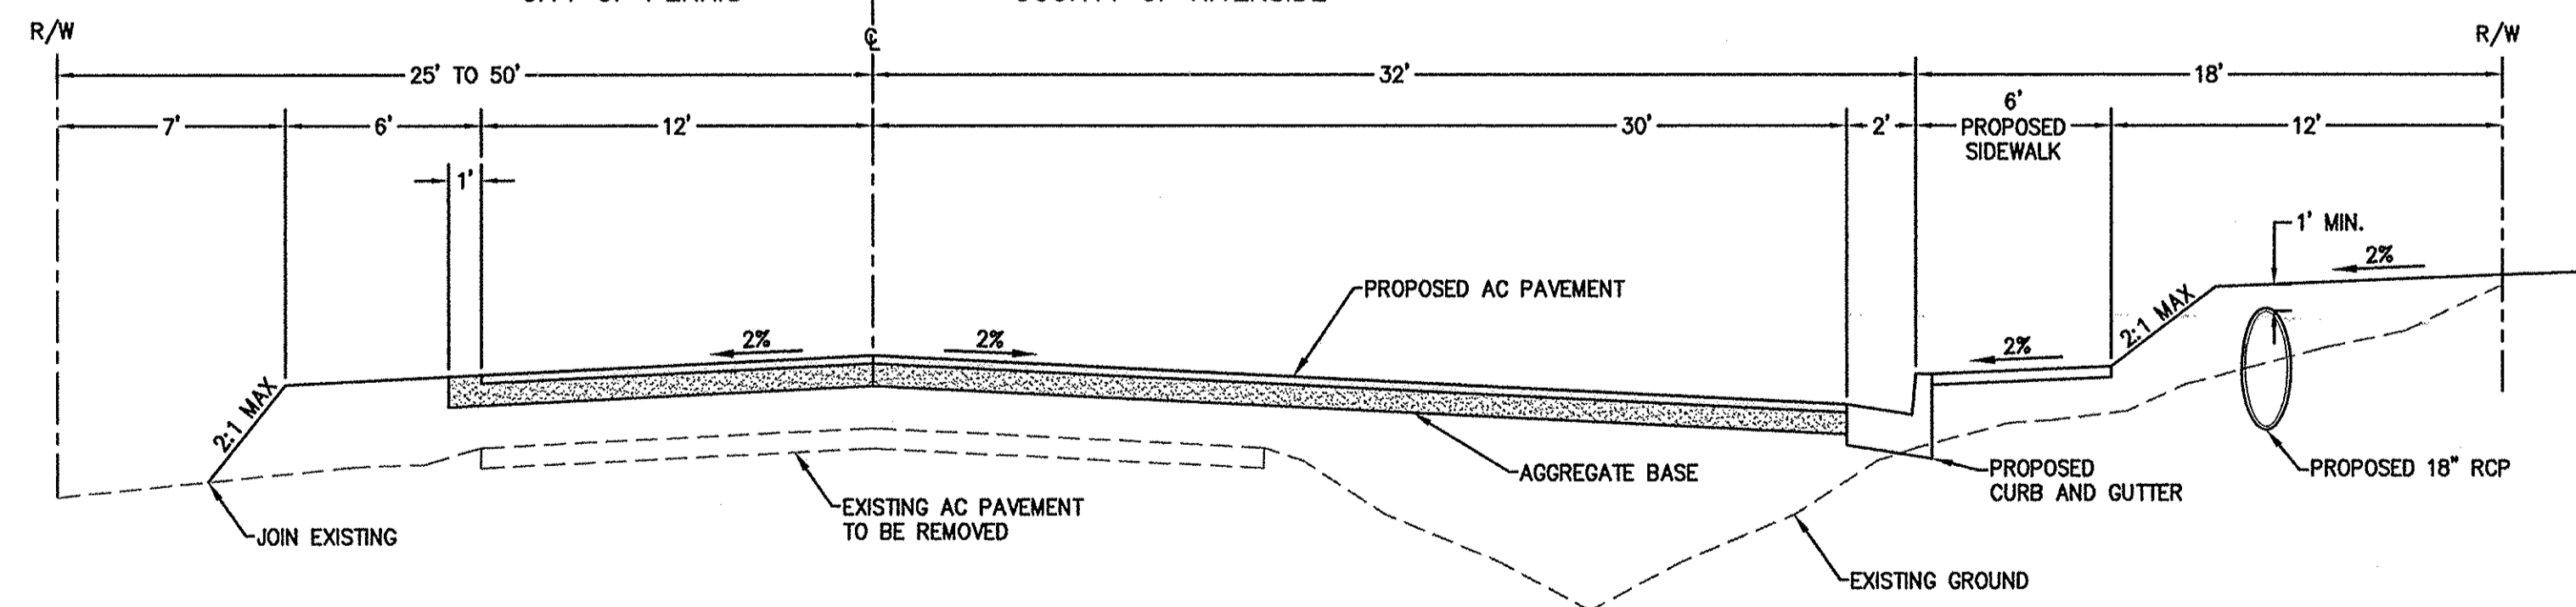 R/W
℄
R/W
25' TO 50'
32'
18'
7'
6'
12'
30'
2'
6'
PROPOSED
SIDEWALK
12'
1'
1' MIN.
2%
PROPOSED AC PAVEMENT
2:1 MAX
2%
2%
2%
2:1 MAX
AGGREGATE BASE
PROPOSED
CURB AND GUTTER
PROPOSED 18" RCP
EXISTING AC PAVEMENT
TO BE REMOVED
JOIN EXISTING
EXISTING GROUND